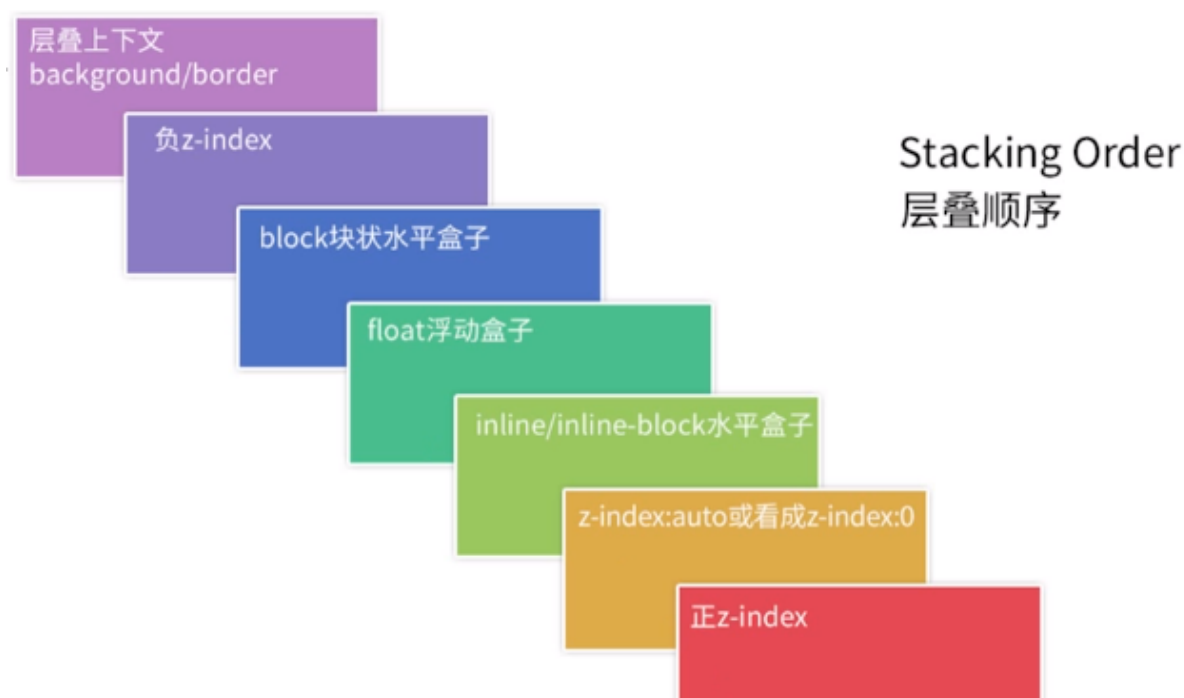 层叠上下文
background/border
负z-index
Stacking Order
层叠顺序
block块状水平盒子
float浮动盒子
inline/inline-block水平盒子
z-index:auto或看成z-index:0
正z-index